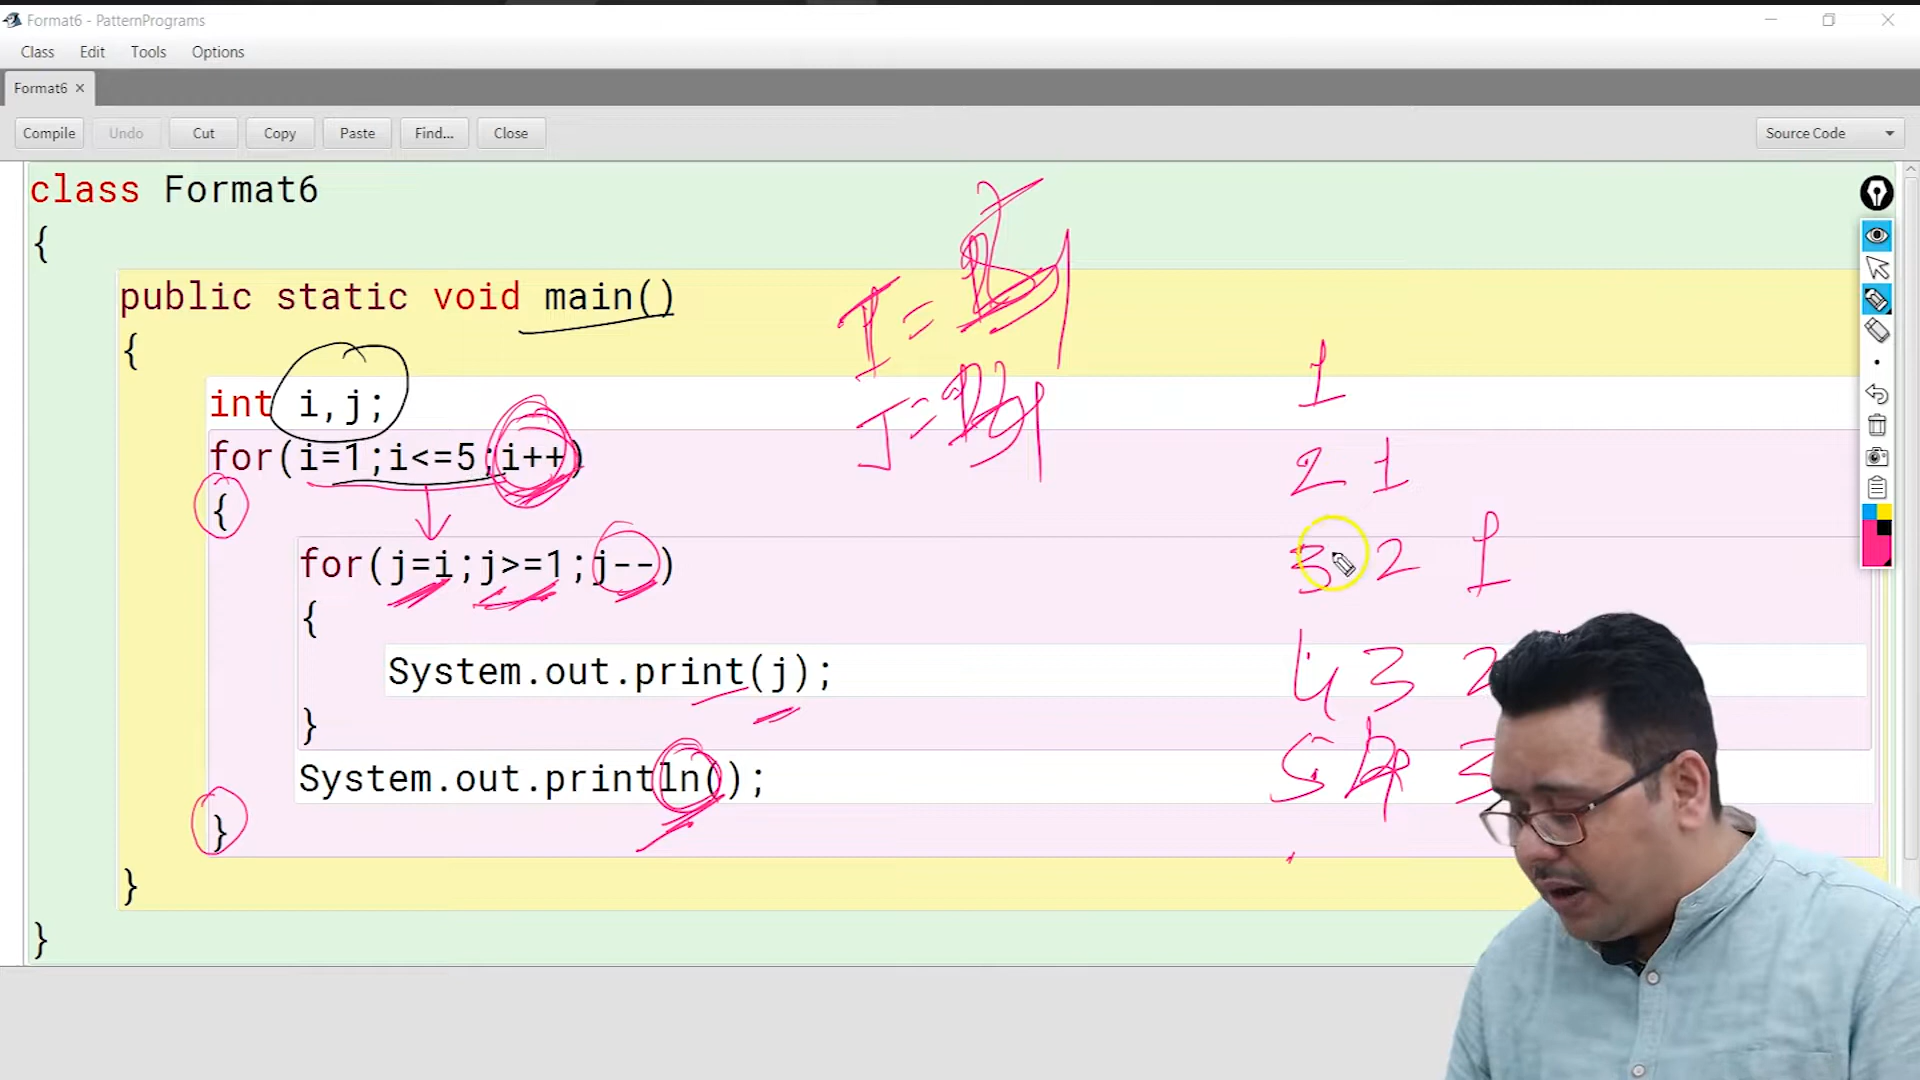 Format6 - PatternPrograms
Class Edit Tools Options
Format6 ×
Compile Undo Cut Copy Paste Find... Close Source Code
class Format6
{
public static void main()
{
int i,j;
for(i=1;i<=5;i++)
{
for(j=i;j>=1;j--)
{
System.out.print(j);
}
System.out.println();
}
}
}
I =
J =
1
2 1
3 2 1
4 3 2
5 4 3